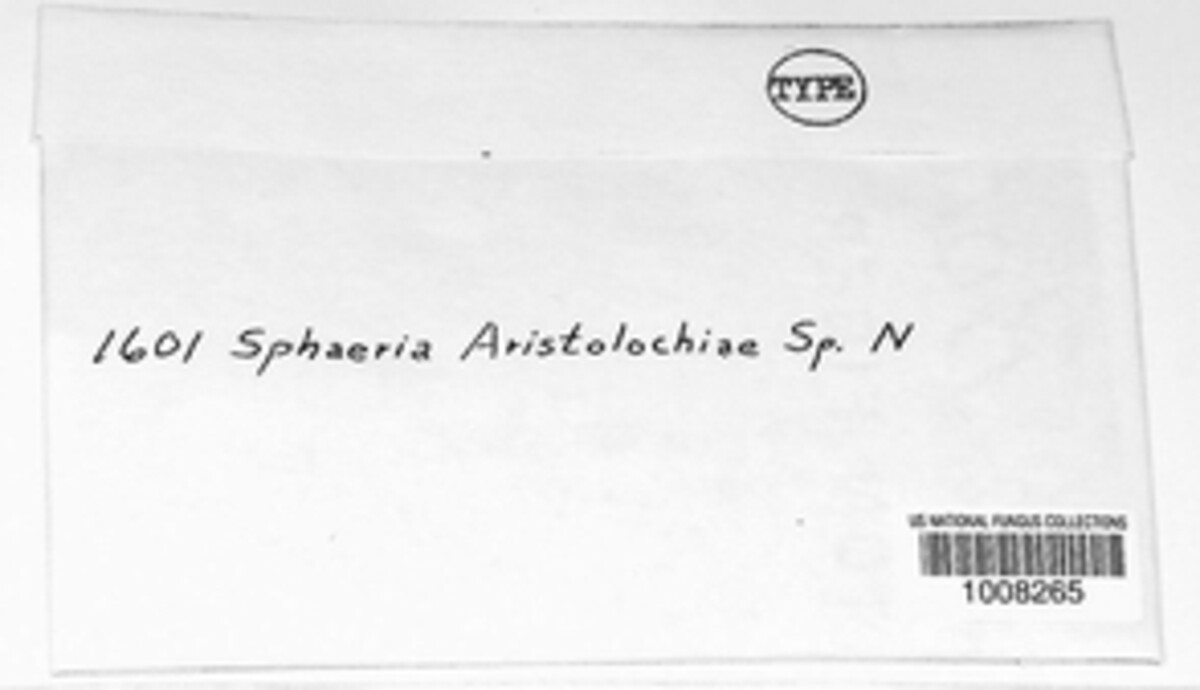 TYPE
1601 Sphaeria Aristolochiae Sp. N
US NATIONAL FUNGUS COLLECTIONS
1008265